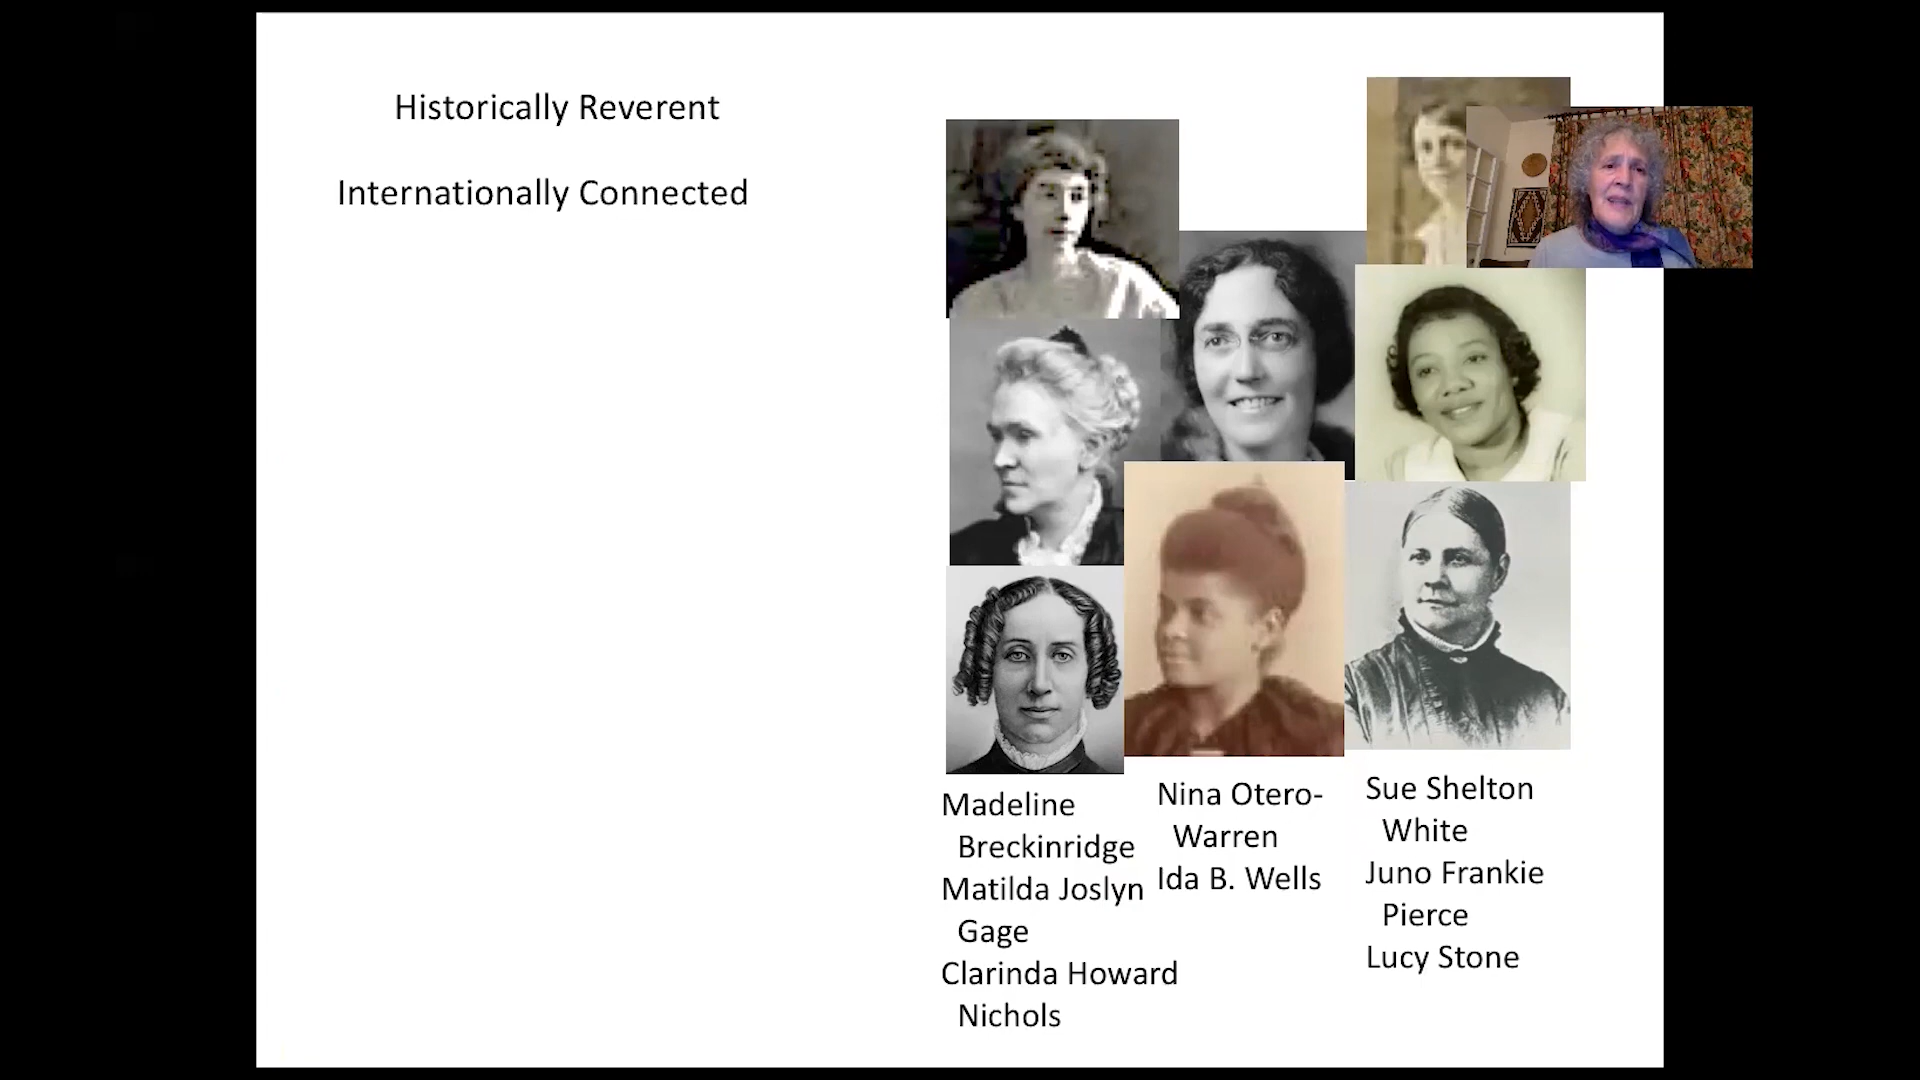 Historically Reverent
Internationally Connected
Madeline
Breckinridge
Matilda Joslyn
Gage
Clarinda Howard
Nichols
Nina Otero-
Warren
Ida B. Wells
Sue Shelton
White
Juno Frankie
Pierce
Lucy Stone